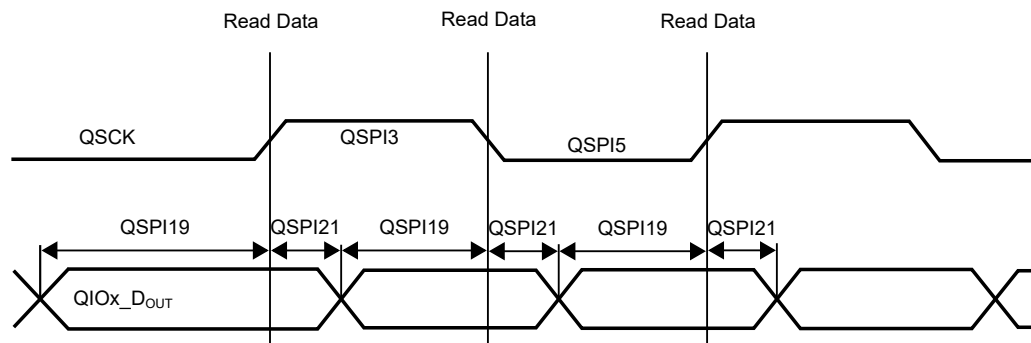 Read Data Read Data Read Data
QSCK QSPI3 QSPI5
QSPI19 QSPI21 QSPI19 QSPI21 QSPI19 QSPI21
QIOx_DOUT